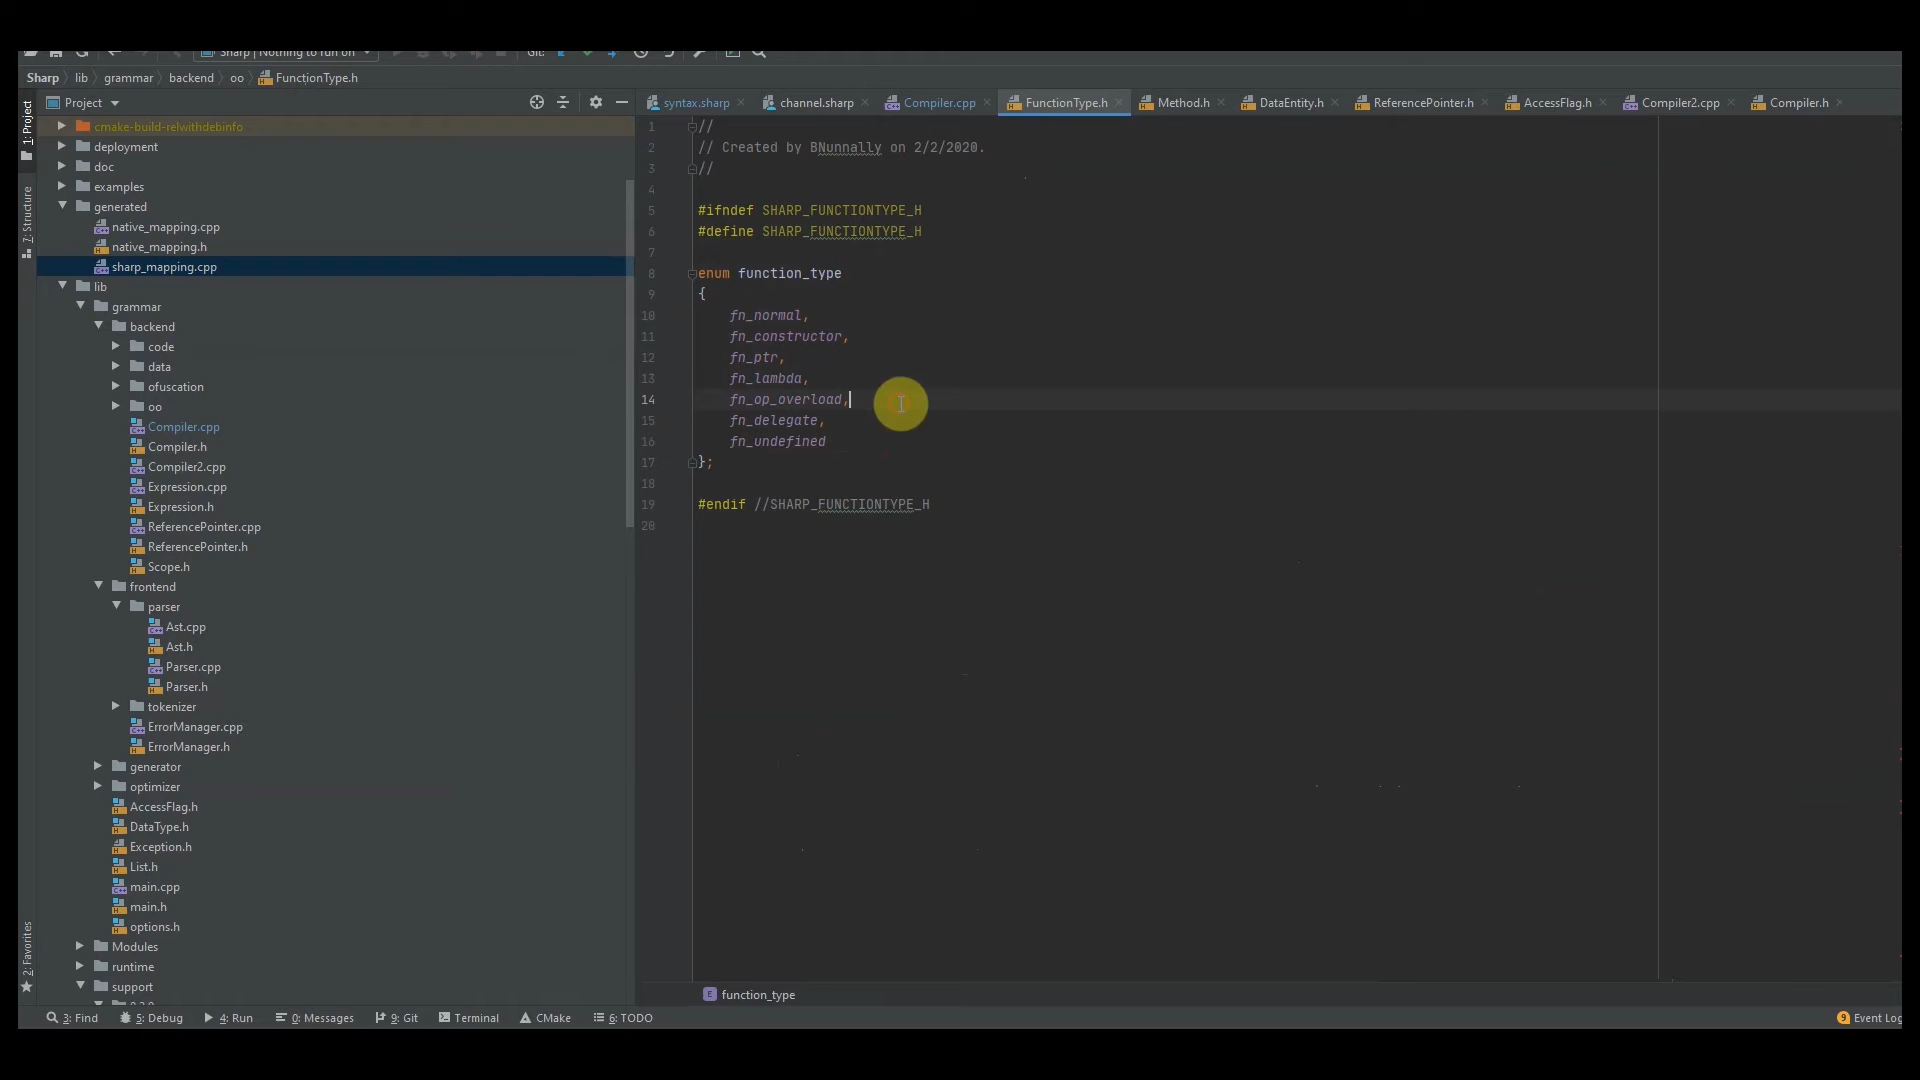 Sharp | Nothing to run on
Git:
Sharp lib grammar backend oo FunctionType.h
Project
syntax.sharp channel.sharp Compiler.cpp FunctionType.h Method.h DataEntity.h ReferencePointer.h AccessFlag.h Compiler2.cpp Compiler.h
1: Project
7: Structure
2: Favorites
cmake-build-relwithdebinfo
deployment
doc
examples
generated
native_mapping.cpp
native_mapping.h
sharp_mapping.cpp
lib
grammar
backend
code
data
ofuscation
oo
Compiler.cpp
Compiler.h
Compiler2.cpp
Expression.cpp
Expression.h
ReferencePointer.cpp
ReferencePointer.h
Scope.h
frontend
parser
Ast.cpp
Ast.h
Parser.cpp
Parser.h
tokenizer
ErrorManager.cpp
ErrorManager.h
generator
optimizer
AccessFlag.h
DataType.h
Exception.h
List.h
main.cpp
main.h
options.h
Modules
runtime
support
1 //
2 // Created by BNunnally on 2/2/2020.
3 //
4
5 #ifndef SHARP_FUNCTIONTYPE_H
6 #define SHARP_FUNCTIONTYPE_H
7
8 enum function_type
9 {
10 fn_normal,
11 fn_constructor,
12 fn_ptr,
13 fn_lambda,
14 fn_op_overload,
15 fn_delegate,
16 fn_undefined
17 };
18
19 #endif //SHARP_FUNCTIONTYPE_H
20
E function_type
3: Find 5: Debug 4: Run 0: Messages 9: Git Terminal CMake 6: TODO 9 Event Log